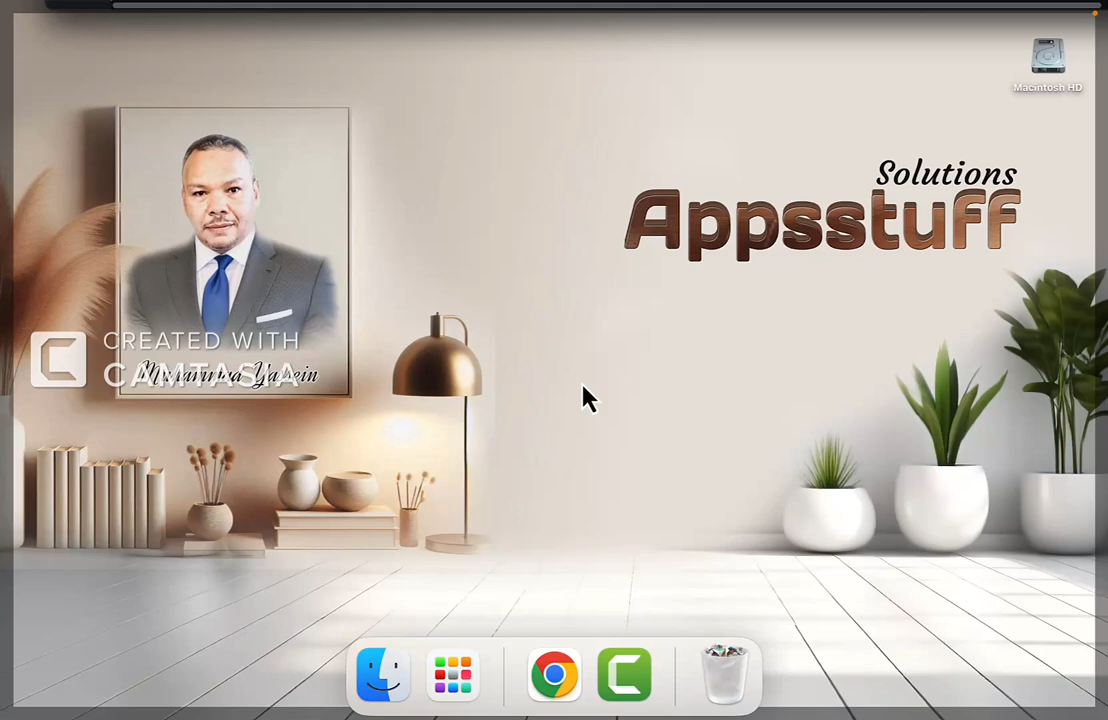 Macintosh HD
Solutions
Appsstuff
CREATED WITH
CAMTASIA